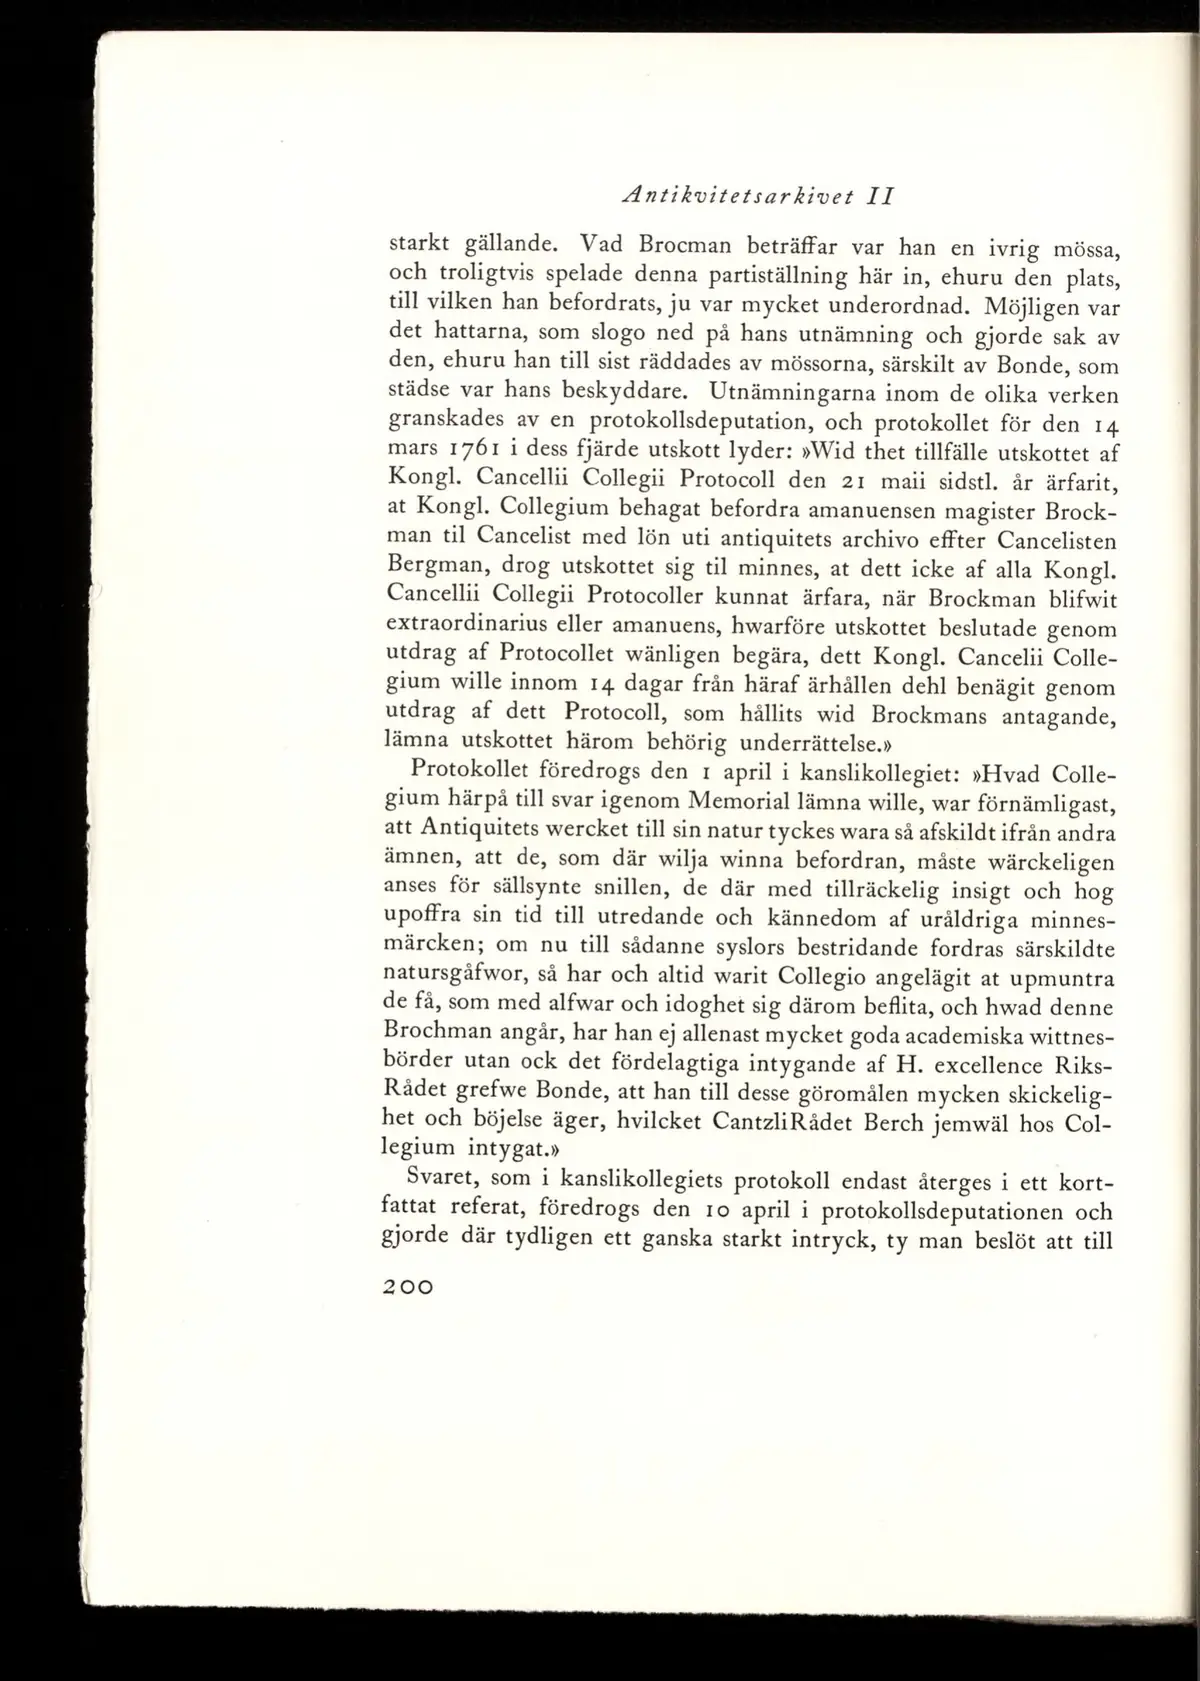 Antikvitetsarkivet II
starkt gällande. Vad Brocman beträffar var han en ivrig mössa,
och troligtvis spelade denna partiställning här in, ehuru den plats,
till vilken han befordrats, ju var mycket underordnad. Möjligen var
det hattarna, som slogo ned på hans utnämning och gjorde sak av
den, ehuru han till sist räddades av mössorna, särskilt av Bonde, som
städse var hans beskyddare. Utnämningarna inom de olika verken
granskades av en protokollsdeputation, och protokollet för den 14
mars 1761 i dess fjärde utskott lyder: »Wid thet tillfälle utskottet af
Kongl. Cancellii Collegii Protocoll den 21 maii sidstl. år ärfarit,
at Kongl. Collegium behagat befordra amanuensen magister Brock-
man til Cancelist med lön uti antiquitets archivo effter Cancelisten
Bergman, drog utskottet sig til minnes, at dett icke af alla Kongl.
Cancellii Collegii Protocoller kunnat ärfara, när Brockman blifwit
extraordinarius eller amanuens, hwarföre utskottet beslutade genom
utdrag af Protocollet wänligen begära, dett Kongl. Cancelii Colle-
gium wille innom 14 dagar från häraf ärhållen dehl benägit genom
utdrag af dett Protocoll, som hållits wid Brockmans antagande,
lämna utskottet härom behörig underrättelse.»
Protokollet föredrogs den 1 april i kanslikollegiet: »Hvad Colle-
gium härpå till svar igenom Memorial lämna wille, war förnämligast,
att Antiquitets wercket till sin natur tyckes wara så afskildt ifrån andra
ämnen, att de, som där wilja winna befordran, måste wärckeligen
anses för sällsynte snillen, de där med tillräckelig insigt och hog
upoffra sin tid till utredande och kännedom af uråldriga minnes-
märcken; om nu till sådanne syslors bestridande fordras särskildte
natursgåfwor, så har och altid warit Collegio angelägit at upmuntra
de få, som med alfwar och idoghet sig därom beflita, och hwad denne
Brochman angår, har han ej allenast mycket goda academiska wittnes-
börder utan ock det fördelagtiga intygande af H. excellence Riks-
Rådet grefwe Bonde, att han till desse göromålen mycken skickelig-
het och böjelse äger, hvilcket CantzliRådet Berch jemwäl hos Col-
legium intygat.»
Svaret, som i kanslikollegiets protokoll endast återges i ett kort-
fattat referat, föredrogs den 10 april i protokollsdeputationen och
gjorde där tydligen ett ganska starkt intryck, ty man beslöt att till
200